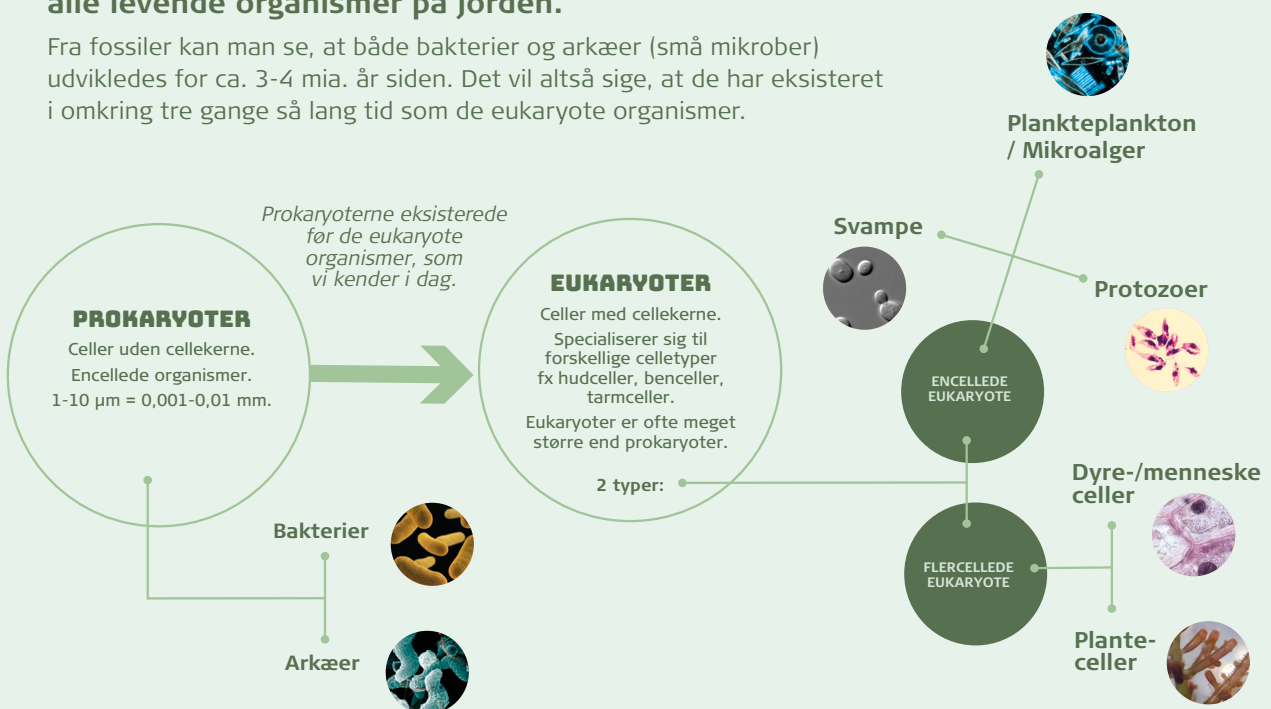 alle levende organismer på jorden.
Fra fossiler kan man se, at både bakterier og arkæer (små mikrober)
udvikledes for ca. 3-4 mia. år siden. Det vil altså sige, at de har eksisteret
i omkring tre gange så lang tid som de eukaryote organismer.
Plankteplankton
/ Mikroalger
Svampe
Protozoer
Prokaryoterne eksisterede
før de eukaryote
organismer, som
vi kender i dag.
PROKARYOTER
Celler uden cellekerne.
Encellede organismer.
1-10 µm = 0,001-0,01 mm.
EUKARYOTER
Celler med cellekerne.
Specialiserer sig til
forskellige celletyper
fx hudceller, benceller,
tarmceller.
Eukaryoter er ofte meget
større end prokaryoter.
2 typer:
ENCELLEDE
EUKARYOTE
FLERCELLEDE
EUKARYOTE
Dyre-/menneske
celler
Plante-
celler
Bakterier
Arkæer